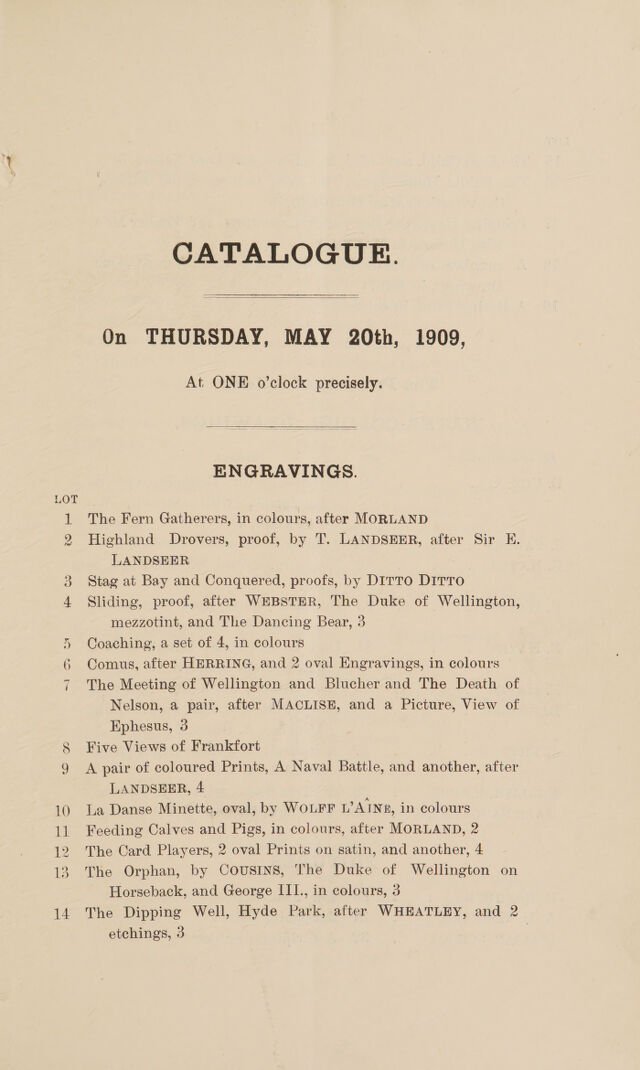 CATALOGUE.
On THURSDAY, MAY 20th, 1909,
At ONE o'clock precisely.
ENGRAVINGS.
LOT
1 The Fern Gatherers, in colours, after MORLAND
2 Highland Drovers, proof, by T. LANDSEER, after Sir E.
LANDSEER
3 Stag at Bay and Conquered, proofs, by DITTO DITTO
4 Sliding, proof, after WEBSTER, The Duke of Wellington,
mezzotint, and The Dancing Bear, 3
5 Coaching, a set of 4, in colours
6 Comus, after HERRING, and 2 oval Engravings, in colours
7 The Meeting of Wellington and Blucher and The Death of
Nelson, a pair, after MACLISE, and a Picture, View of
Ephesus, 3
8 Five Views of Frankfort
9 A pair of coloured Prints, A Naval Battle, and another, after
LANDSEER, 4
10 La Danse Minette, oval, by WOLFF L'AÎNE, in colours
11 Feeding Calves and Pigs, in colours, after MORLAND, 2
12 The Card Players, 2 oval Prints on satin, and another, 4
13 The Orphan, by COUSINS, The Duke of Wellington on
Horseback, and George III., in colours, 3
14 The Dipping Well, Hyde Park, after WHEATLEY, and 2
etchings, 3